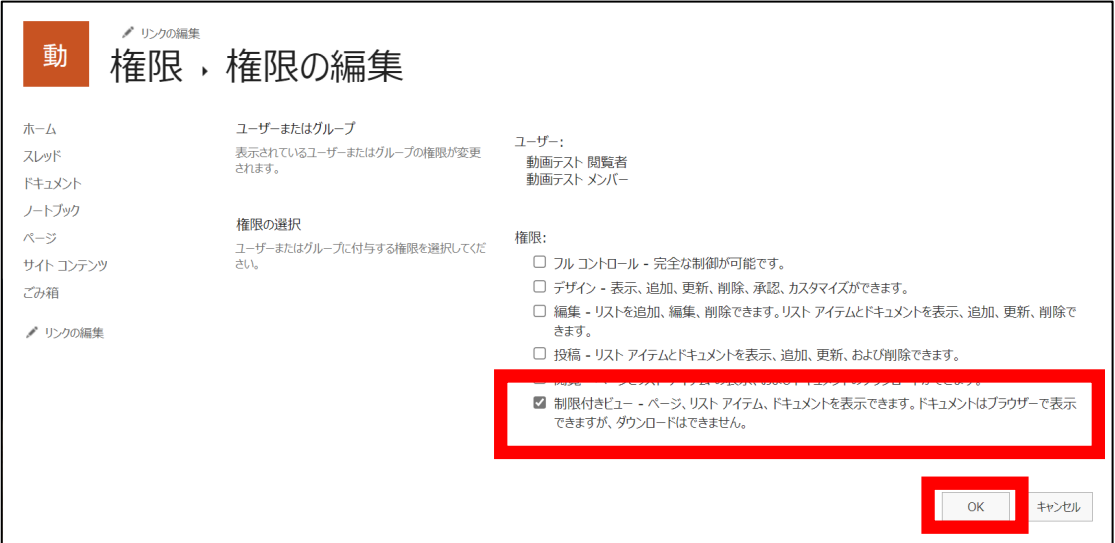 リンクの編集
動
権限 ▸ 権限の編集
ホーム
スレッド
ドキュメント
ノートブック
ページ
サイト コンテンツ
ごみ箱
リンクの編集
ユーザーまたはグループ
表示されているユーザーまたはグループの権限が変更
されます。
ユーザー:
動画テスト 閲覧者
動画テスト メンバー
権限の選択
ユーザーまたはグループに付与する権限を選択してくだ
さい。
権限:
フル コントロール - 完全な制御が可能です。
デザイン - 表示、追加、更新、削除、承認、カスタマイズができます。
編集 - リストを追加、編集、削除できます。リスト アイテムとドキュメントを表示、追加、更新、削除で
きます。
投稿 - リスト アイテムとドキュメントを表示、追加、更新、および削除できます。
制限付きビュー - ページ、リスト アイテム、ドキュメントを表示できます。ドキュメントはブラウザーで表示
できますが、ダウンロードはできません。
OK
キャンセル